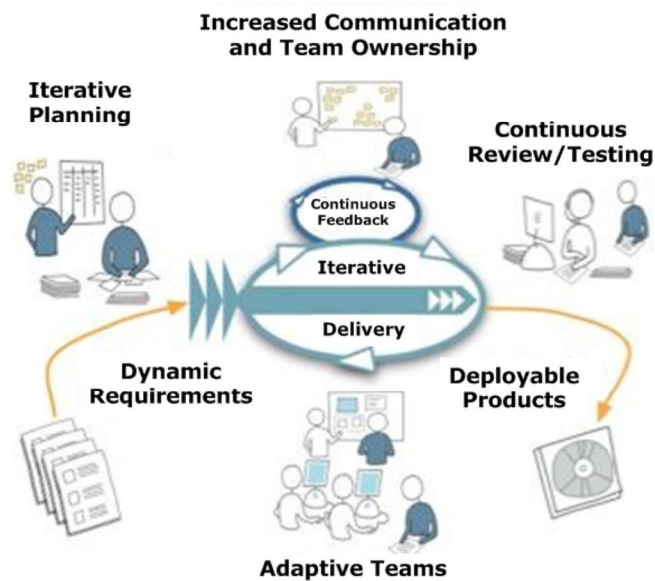 Increased Communication
and Team Ownership
Iterative
Planning
Continuous
Review/Testing
Continuous
Feedback
Iterative
Delivery
Dynamic
Requirements
Deployable
Products
Adaptive Teams